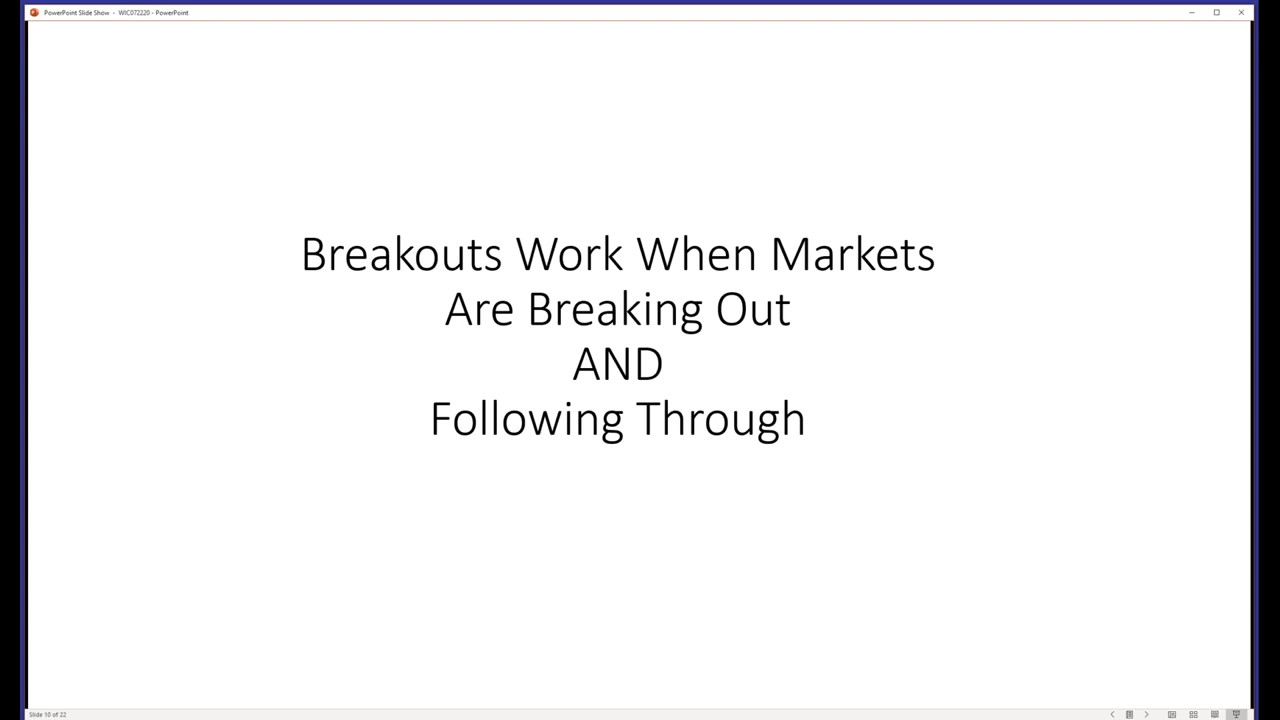 PowerPoint Slide Show - WIC072220 - PowerPoint
Breakouts Work When Markets
Are Breaking Out
AND
Following Through
Slide 10 of 22